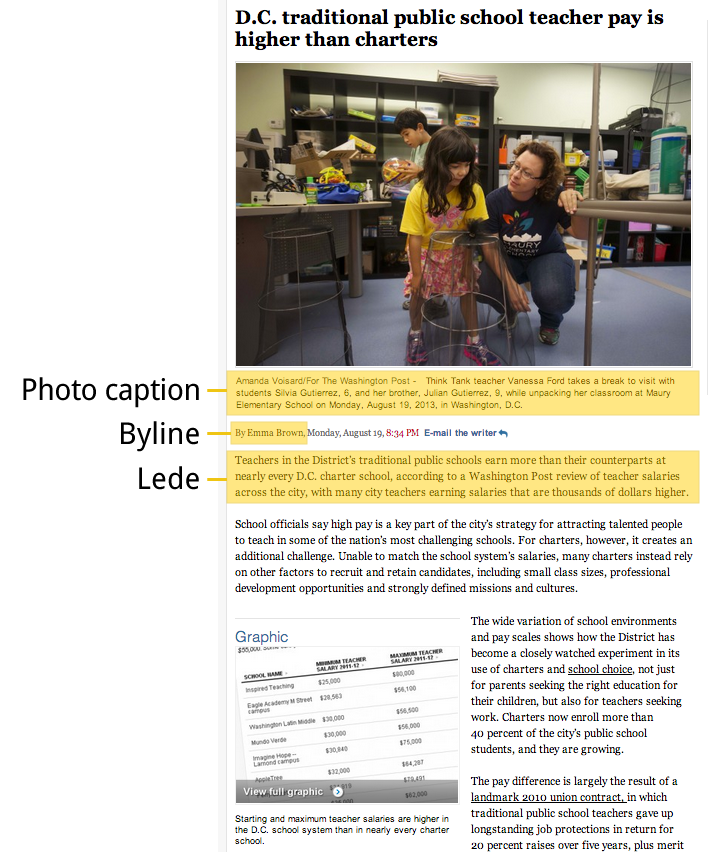 D.C. traditional public school teacher pay is
higher than charters
MAURY
ELEMENTARY
SCHOOL
Photo caption
Amanda Voisard/For The Washington Post - Think Tank teacher Vanessa Ford takes a break to visit with
students Silvia Gutierrez, 6, and her brother, Julian Gutierrez, 9, while unpacking her classroom at Maury
Elementary School on Monday, August 19, 2013, in Washington, D.C.
Byline
By Emma Brown, Monday, August 19, 8:34 PM E-mail the writer
Lede
Teachers in the District's traditional public schools earn more than their counterparts at
nearly every D.C. charter school, according to a Washington Post review of teacher salaries
across the city, with many city teachers earning salaries that are thousands of dollars higher.
School officials say high pay is a key part of the city's strategy for attracting talented people
to teach in some of the nation's most challenging schools. For charters, however, it creates an
additional challenge. Unable to match the school system's salaries, many charters instead rely
on other factors to recruit and retain candidates, including small class sizes, professional
development opportunities and strongly defined missions and cultures.
Graphic
$55,000.
SCHOOL NAME MINIMUM TEACHER SALARY 2011-12 MAXIMUM TEACHER SALARY 2011-12
Inspired Teaching $25,000 $80,000
Eagle Academy M Street campus $28,563 $56,100
Washington Latin Middle $30,000 $56,500
Mundo Verde $30,000 $56,000
Imagine Hope -- Lamond campus $30,840 $75,000
AppleTree $32,000 $64,287
$79,491
$62,000
View full graphic
Starting and maximum teacher salaries are higher in
the D.C. school system than in nearly every charter
school.
The wide variation of school environments
and pay scales shows how the District has
become a closely watched experiment in its
use of charters and school choice, not just
for parents seeking the right education for
their children, but also for teachers seeking
work. Charters now enroll more than
40 percent of the city's public school
students, and they are growing.
The pay difference is largely the result of a
landmark 2010 union contract, in which
traditional public school teachers gave up
longstanding job protections in return for
20 percent raises over five years, plus merit